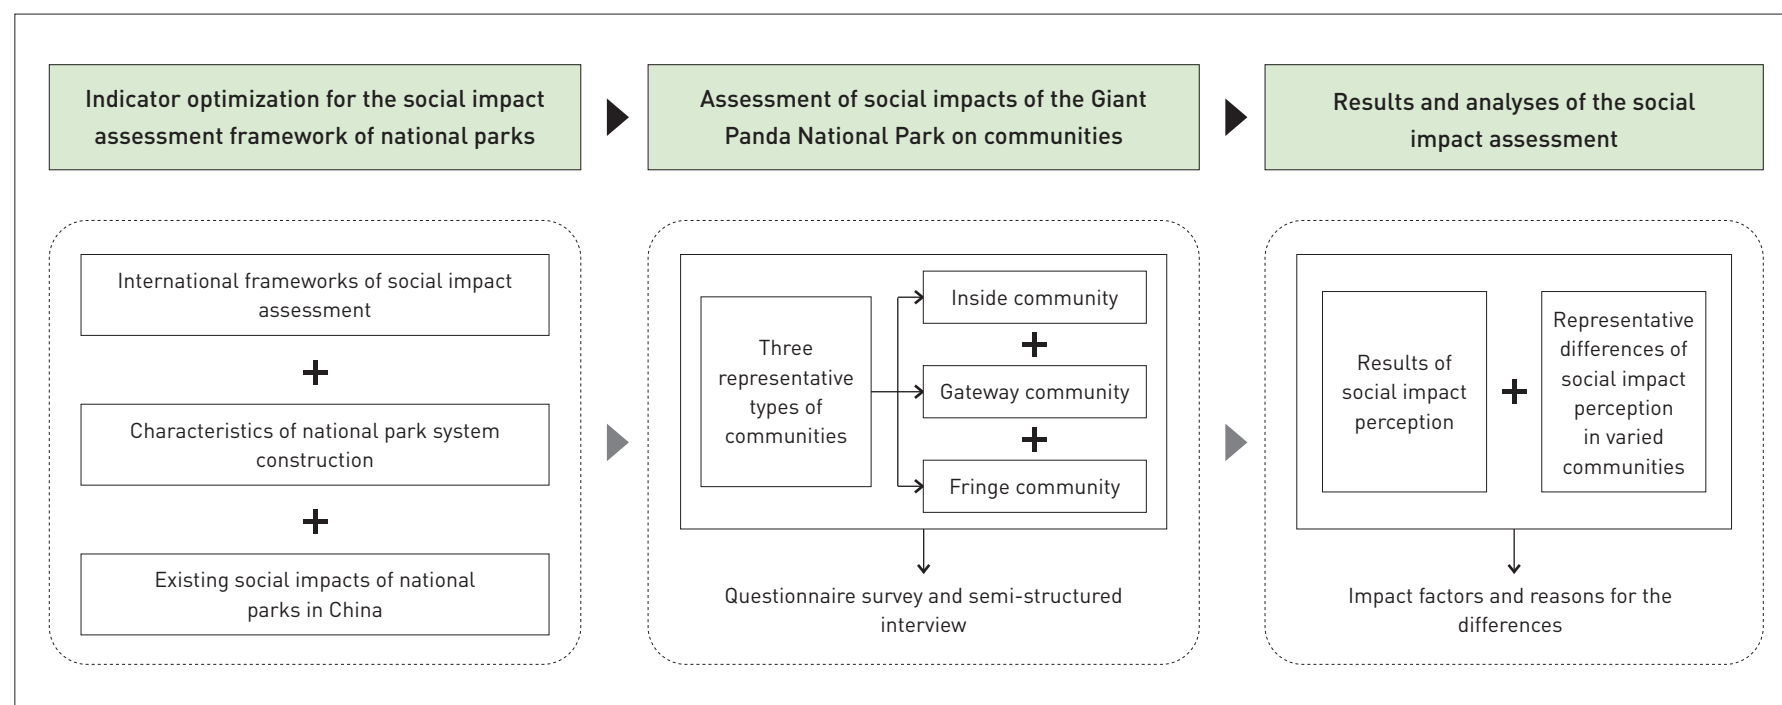 Indicator optimization for the social impact
assessment framework of national parks
Assessment of social impacts of the Giant
Panda National Park on communities
Results and analyses of the social
impact assessment
International frameworks of social impact
assessment
+
Characteristics of national park system
construction
+
Existing social impacts of national
parks in China
Three
representative
types of
communities
Inside community
+
Gateway community
+
Fringe community
Questionnaire survey and semi-structured
interview
Results of
social impact
perception
+
Representative
differences of
social impact
perception
in varied
communities
Impact factors and reasons for the
differences